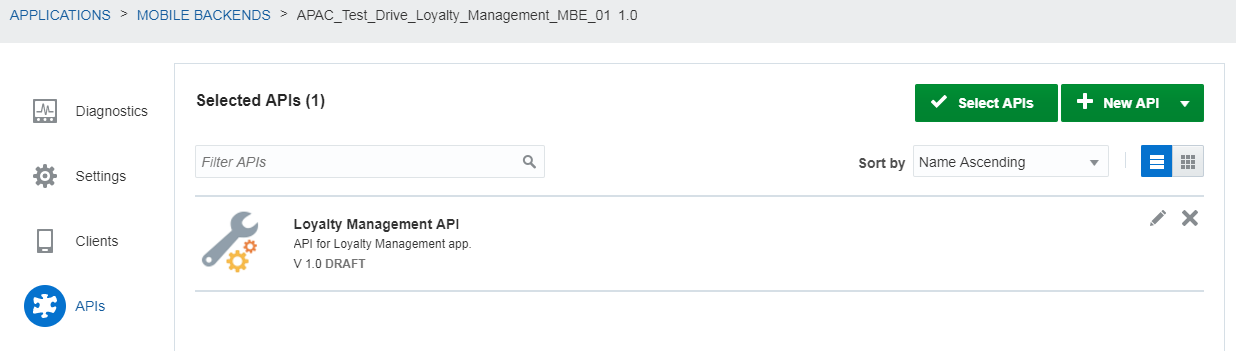 APPLICATIONS > MOBILE BACKENDS > APAC_Test_Drive_Loyalty_Management_MBE_01 1.0
Diagnostics
Settings
Clients
APIs
Selected APIs (1)
Select APIs
New API
Filter APIs
Sort by Name Ascending
Loyalty Management API
API for Loyalty Management app.
V 1.0 DRAFT